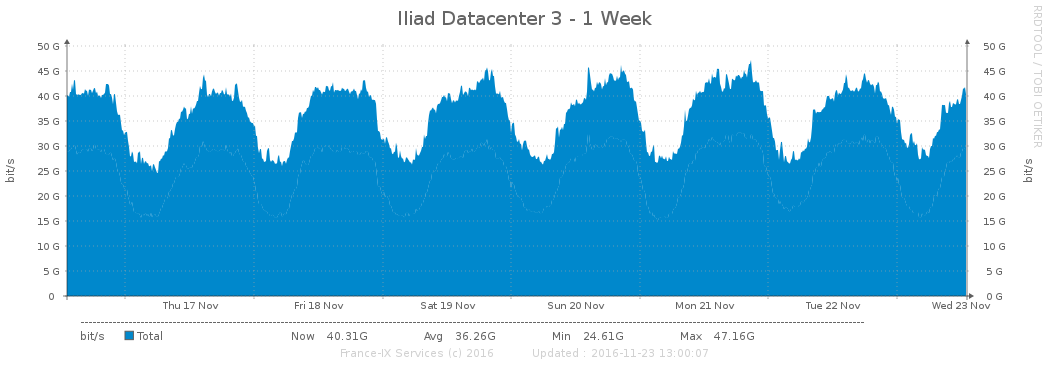 Iliad Datacenter 3 - 1 Week
RRDTOOL / TOBI OETIKER
50 G 50 G
45 G 45 G
40 G 40 G
35 G 35 G
30 G 30 G
25 G 25 G
20 G 20 G
15 G 15 G
10 G 10 G
5 G 5 G
0 0 G
bit/s bit/s
Thu 17 Nov Fri 18 Nov Sat 19 Nov Sun 20 Nov Mon 21 Nov Tue 22 Nov Wed 23 Nov
bit/s Total Now 40.31G Avg 36.26G Min 24.61G Max 47.16G
France-IX Services (c) 2016 Updated : 2016-11-23 13:00:07